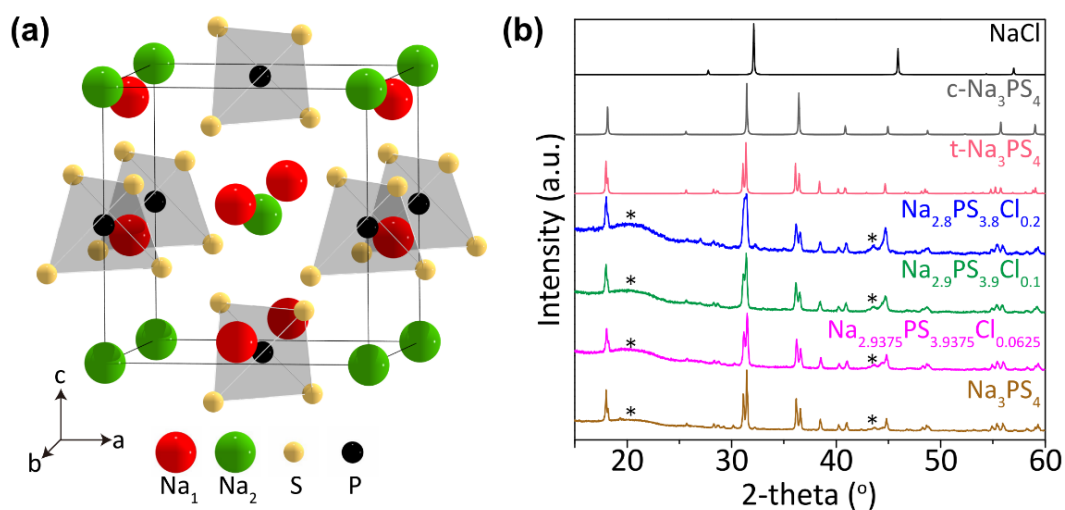 (a)
c
a
b
Na₁ Na₂ S P
(b)
NaCl
c-Na₃PS₄
t-Na₃PS₄
Na₂.₈PS₃.₈Cl₀.₂
*
*
Na₂.₉PS₃.₉Cl₀.₁
*
*
Na₂.₉₃₇₅PS₃.₉₃₇₅Cl₀.₀₆₂₅
*
*
Na₃PS₄
*
*
Intensity (a.u.)
20 30 40 50 60
2-theta (°)